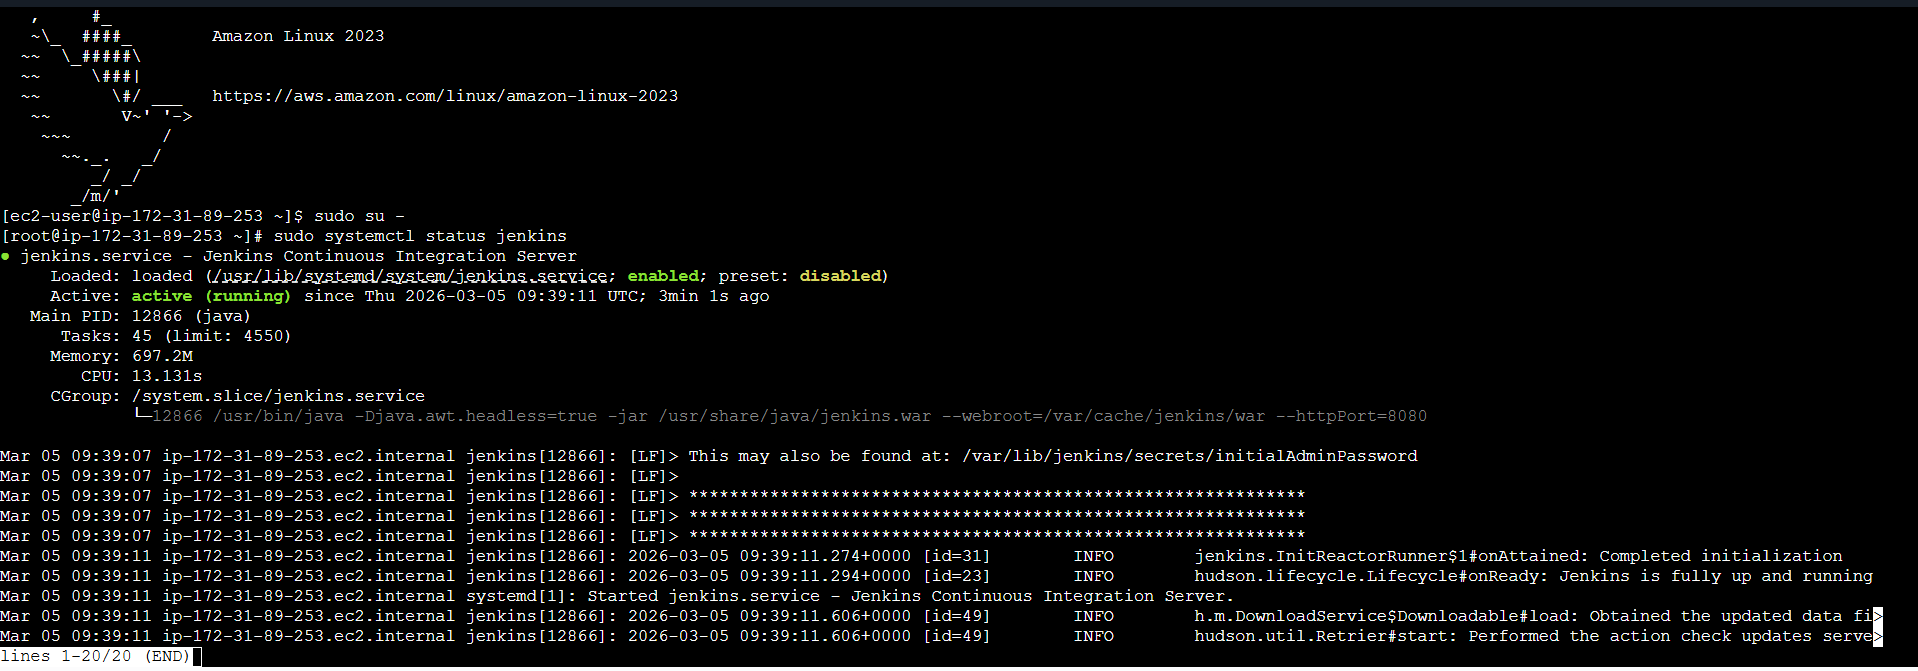 ,     #_
   ~\_  ####_        Amazon Linux 2023
  ~~  \_#####\
  ~~     \###|
  ~~       \#/ ___   https://aws.amazon.com/linux/amazon-linux-2023
   ~~       V~' '->
    ~~~         /
      ~~._.   _/
         _/ _/
       _/m/'
[ec2-user@ip-172-31-89-253 ~]$ sudo su -
[root@ip-172-31-89-253 ~]# sudo systemctl status jenkins
● jenkins.service - Jenkins Continuous Integration Server
     Loaded: loaded (/usr/lib/systemd/system/jenkins.service; enabled; preset: disabled)
     Active: active (running) since Thu 2026-03-05 09:39:11 UTC; 3min 1s ago
   Main PID: 12866 (java)
      Tasks: 45 (limit: 4550)
     Memory: 697.2M
        CPU: 13.131s
     CGroup: /system.slice/jenkins.service
             └─12866 /usr/bin/java -Djava.awt.headless=true -jar /usr/share/java/jenkins.war --webroot=/var/cache/jenkins/war --httpPort=8080

Mar 05 09:39:07 ip-172-31-89-253.ec2.internal jenkins[12866]: [LF]> This may also be found at: /var/lib/jenkins/secrets/initialAdminPassword
Mar 05 09:39:07 ip-172-31-89-253.ec2.internal jenkins[12866]: [LF]>
Mar 05 09:39:07 ip-172-31-89-253.ec2.internal jenkins[12866]: [LF]> *************************************************************
Mar 05 09:39:07 ip-172-31-89-253.ec2.internal jenkins[12866]: [LF]> *************************************************************
Mar 05 09:39:07 ip-172-31-89-253.ec2.internal jenkins[12866]: [LF]> *************************************************************
Mar 05 09:39:11 ip-172-31-89-253.ec2.internal jenkins[12866]: 2026-03-05 09:39:11.274+0000 [id=31]        INFO        jenkins.InitReactorRunner$1#onAttained: Completed initialization
Mar 05 09:39:11 ip-172-31-89-253.ec2.internal jenkins[12866]: 2026-03-05 09:39:11.294+0000 [id=23]        INFO        hudson.lifecycle.Lifecycle#onReady: Jenkins is fully up and running
Mar 05 09:39:11 ip-172-31-89-253.ec2.internal systemd[1]: Started jenkins.service - Jenkins Continuous Integration Server.
Mar 05 09:39:11 ip-172-31-89-253.ec2.internal jenkins[12866]: 2026-03-05 09:39:11.606+0000 [id=49]        INFO        h.m.DownloadService$Downloadable#load: Obtained the updated data fi>
Mar 05 09:39:11 ip-172-31-89-253.ec2.internal jenkins[12866]: 2026-03-05 09:39:11.606+0000 [id=49]        INFO        hudson.util.Retrier#start: Performed the action check updates serve>
lines 1-20/20 (END)